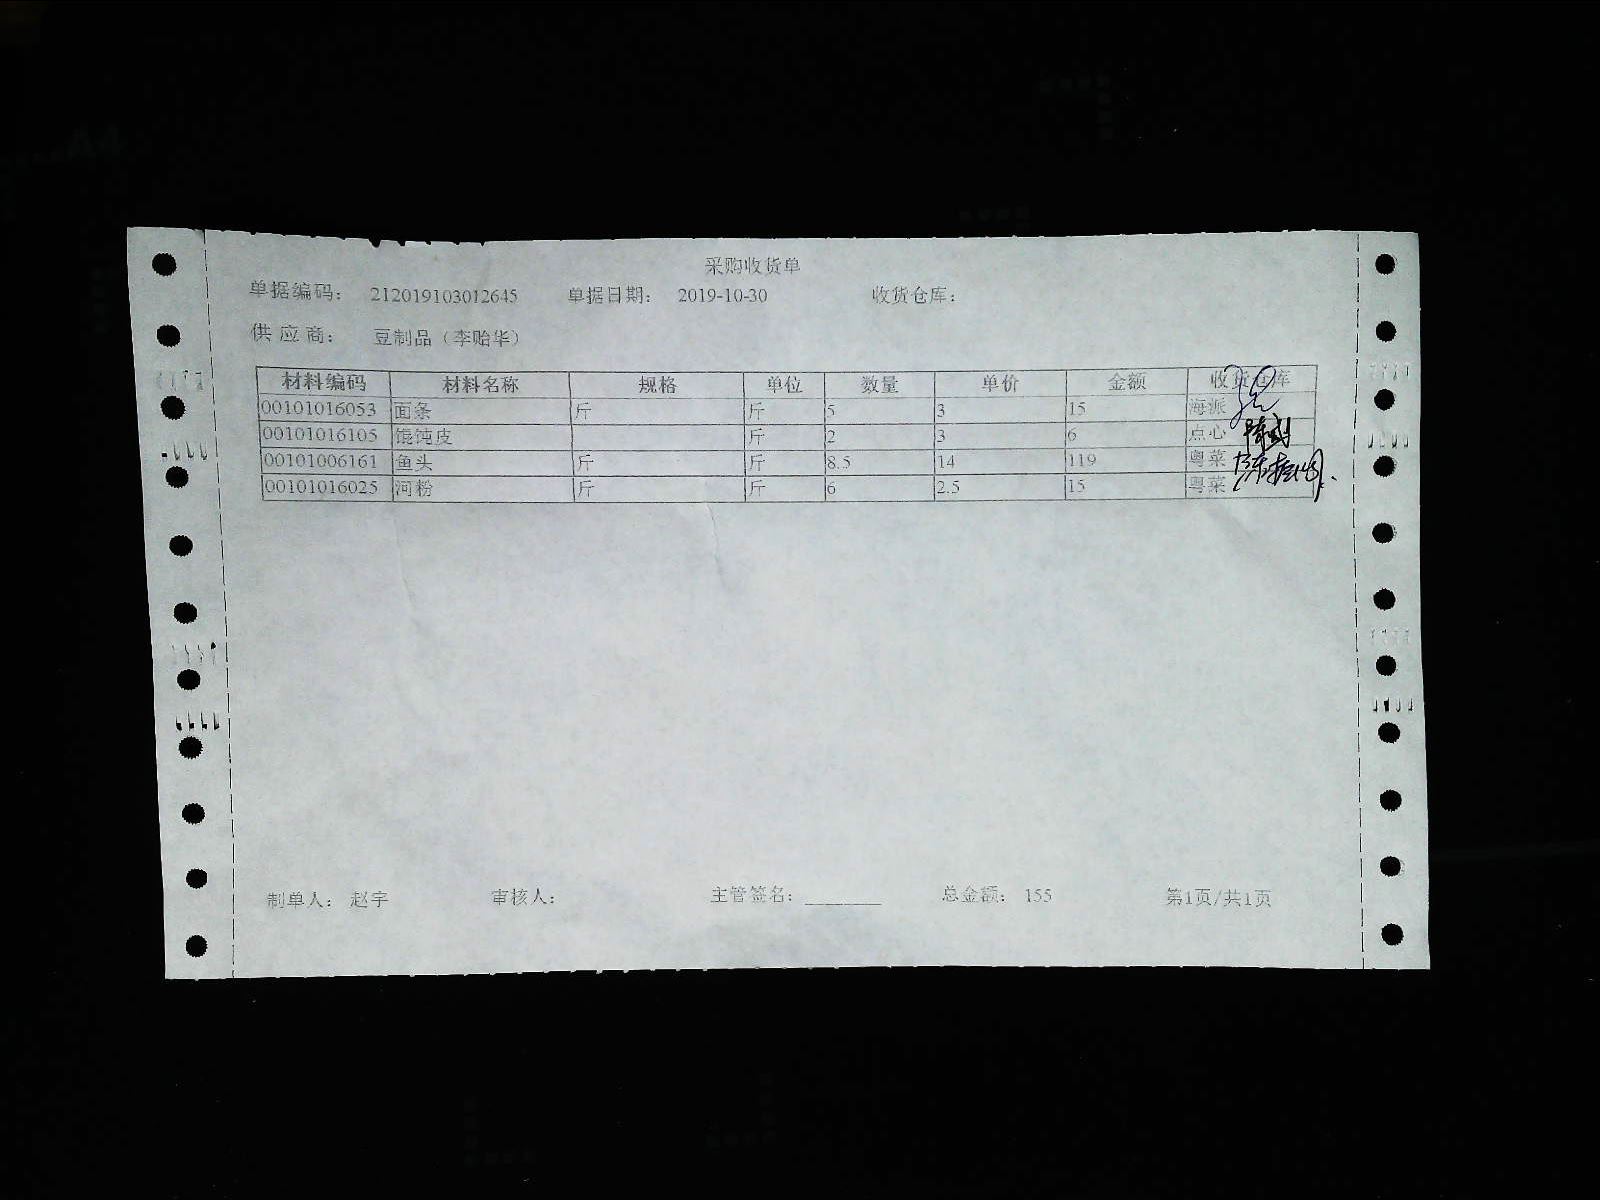 采购收货单
单据编码： 212019103012645 单据日期： 2019-10-30 收货仓库：
供应商： 豆制品（李贻华）
材料编码 材料名称 规格 单位 数量 单价 金额 收货仓库
00101016053 面条 斤 斤 5 3 15 海派
00101016105 馄饨皮 斤 2 3 6 点心
00101006161 鱼头 斤 斤 8.5 14 119 粤菜
00101016025 河粉 斤 斤 6 2.5 15 粤菜
制单人： 赵宇 审核人： 主管签名： 总金额： 155 第1页/共1页